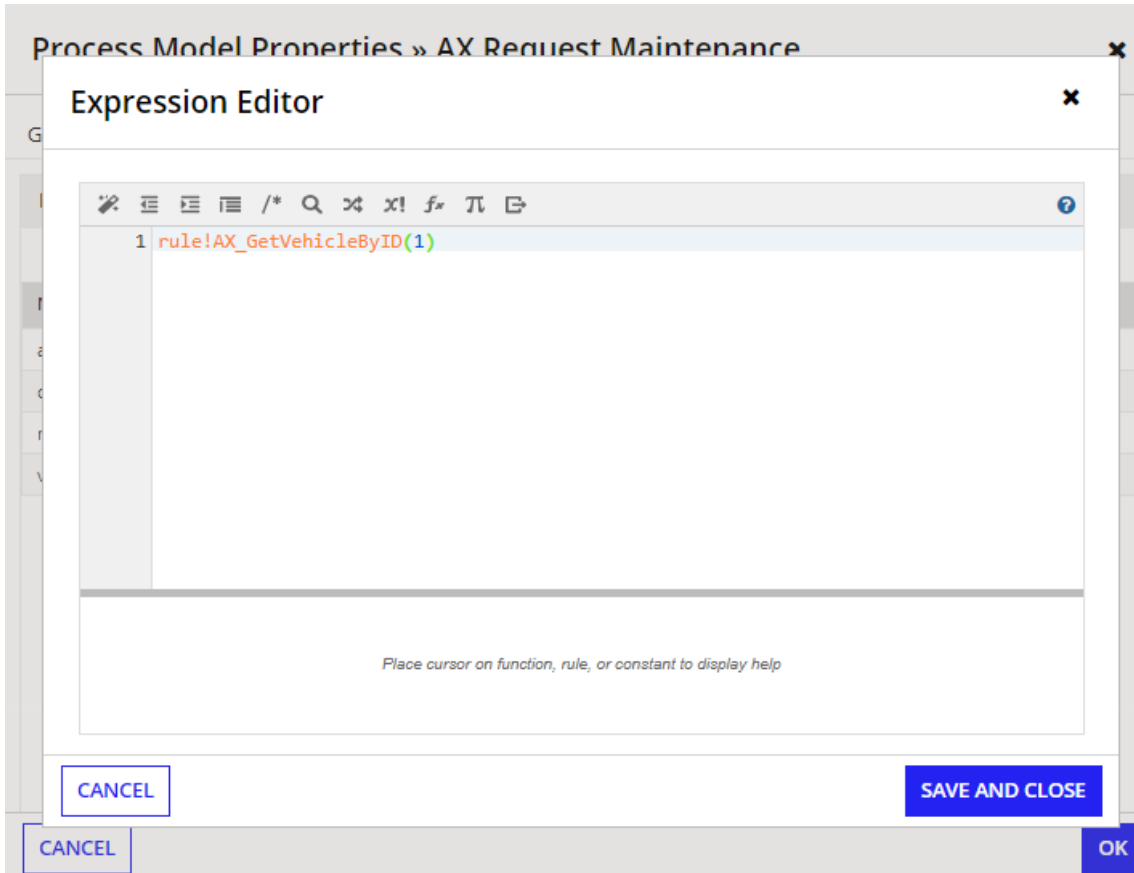 Process Model Properties » AX Request Maintenance
Expression Editor
G
/* x! fx π
1 rule!AX_GetVehicleByID(1)
Place cursor on function, rule, or constant to display help
CANCEL
SAVE AND CLOSE
CANCEL
OK